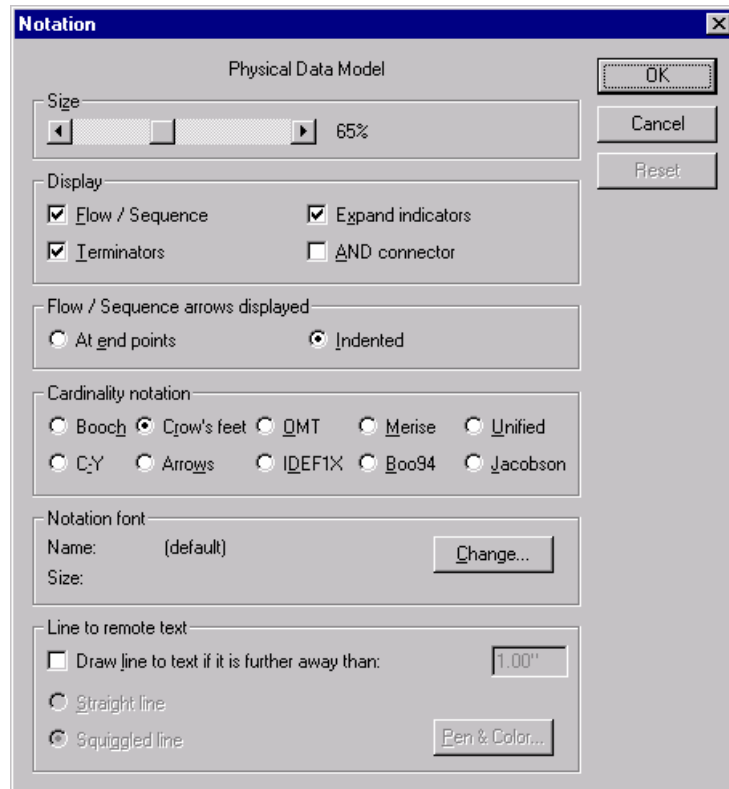 Notation
Physical Data Model
OK
Cancel
Reset
Size
65%
Display
Flow / Sequence
Expand indicators
Terminators
AND connector
Flow / Sequence arrows displayed
At end points
Indented
Cardinality notation
Booch Crow's feet OMT Merise Unified
C-Y Arrows IDEF1X Boo94 Jacobson
Notation font
Name: (default)
Change...
Size:
Line to remote text
Draw line to text if it is further away than: 1.00"
Straight line
Squiggled line
Pen & Color...